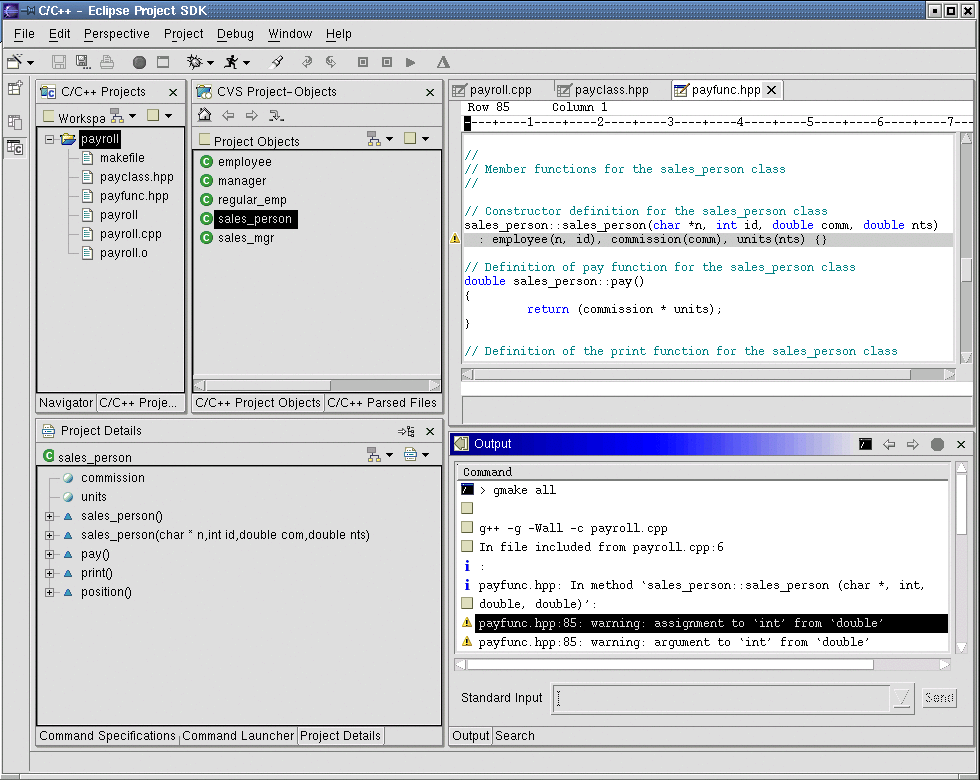 C/C++ - Eclipse Project SDK
File Edit Perspective Project Debug Window Help
C/C++ Projects
Workspa
payroll
makefile
payclass.hpp
payfunc.hpp
payroll
payroll.cpp
payroll.o
Navigator C/C++ Proje...
CVS Project-Objects
Project Objects
C employee
C manager
C regular_emp
C sales_person
C sales_mgr
C/C++ Project Objects C/C++ Parsed Files
payroll.cpp payclass.hpp payfunc.hpp
Row 85 Column 1
----+----1----+----2----+----3----+----4----+----5----+----6----+----7---
//
// Member functions for the sales_person class
//
// Constructor definition for the sales_person class
sales_person::sales_person(char *n, int id, double comm, double nts)
: employee(n, id), commission(comm), units(nts) {}
// Definition of pay function for the sales_person class
double sales_person::pay()
{
return (commission * units);
}
// Definition of the print function for the sales_person class
Project Details
C sales_person
commission
units
sales_person()
sales_person(char * n,int id,double com,double nts)
pay()
print()
position()
Command Specifications Command Launcher Project Details
Output
Command
> gmake all
g++ -g -Wall -c payroll.cpp
In file included from payroll.cpp:6
i :
i payfunc.hpp: In method `sales_person::sales_person (char *, int,
double, double)':
payfunc.hpp:85: warning: assignment to `int' from `double'
payfunc.hpp:85: warning: argument to `int' from `double'
Standard Input Send
Output Search